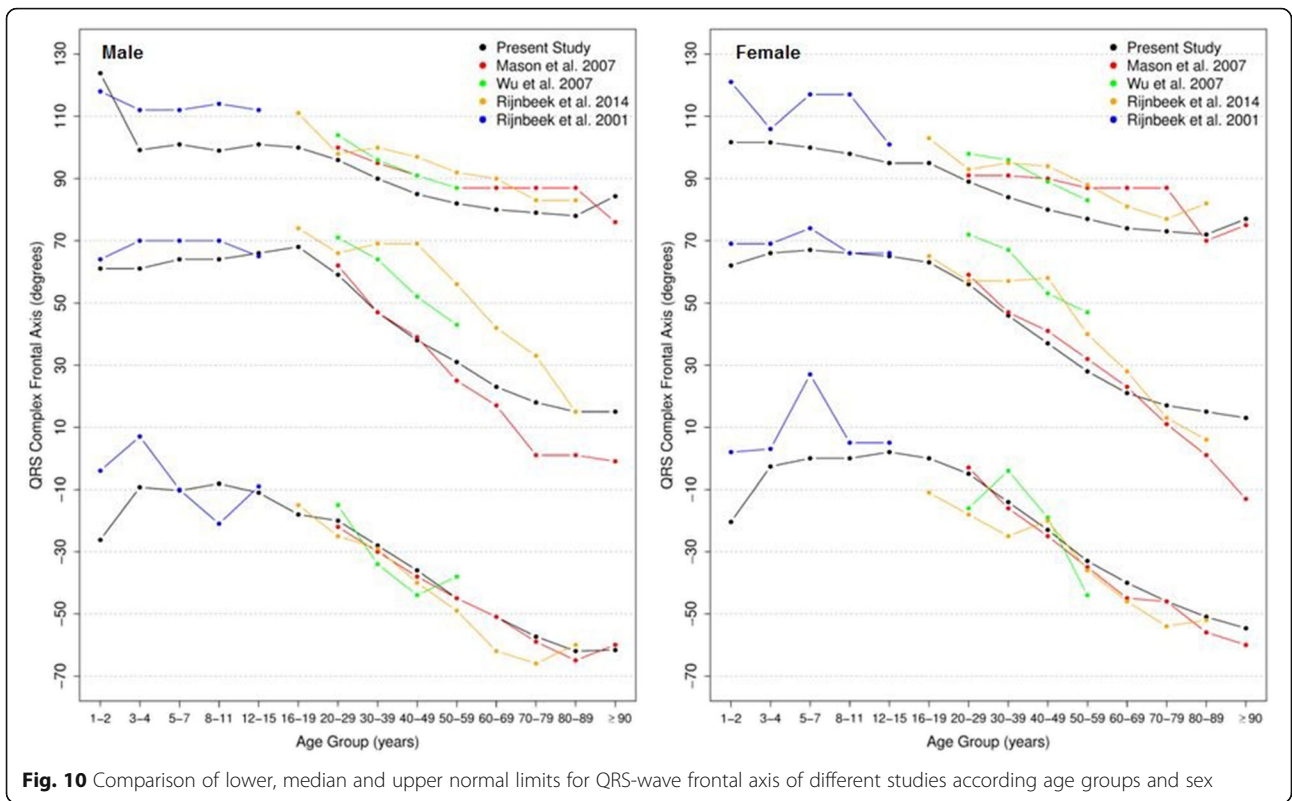 Male
Present Study
Mason et al. 2007
Wu et al. 2007
Rijnbeek et al. 2014
Rijnbeek et al. 2001
QRS Complex Frontal Axis (degrees)
130
110
90
70
50
30
10
−10
−30
−50
−70
1−2 3−4 5−7 8−11 12−15 16−19 20−29 30−39 40−49 50−59 60−69 70−79 80−89 ≥90
Age Group (years)
Female
Present Study
Mason et al. 2007
Wu et al. 2007
Rijnbeek et al. 2014
Rijnbeek et al. 2001
QRS Complex Frontal Axis (degrees)
130
110
90
70
50
30
10
−10
−30
−50
−70
1−2 3−4 5−7 8−11 12−15 16−19 20−29 30−39 40−49 50−59 60−69 70−79 80−89 ≥90
Age Group (years)
Fig. 10 Comparison of lower, median and upper normal limits for QRS-wave frontal axis of different studies according age groups and sex